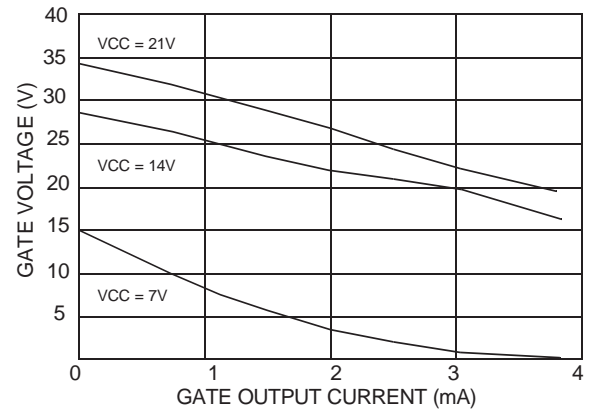 40
VCC = 21V
35
30
25
VCC = 14V
20
15
10
VCC = 7V
5
0 1 2 3 4
GATE VOLTAGE (V)
GATE OUTPUT CURRENT (mA)